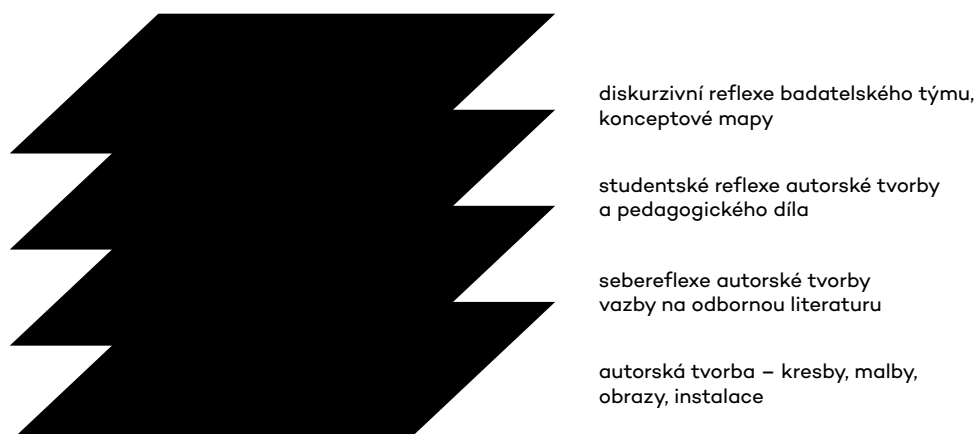 diskurzivní reflexe badatelského týmu,
konceptové mapy
studentské reflexe autorské tvorby
a pedagogického díla
sebereflexe autorské tvorby
vazby na odbornou literaturu
autorská tvorba – kresby, malby,
obrazy, instalace